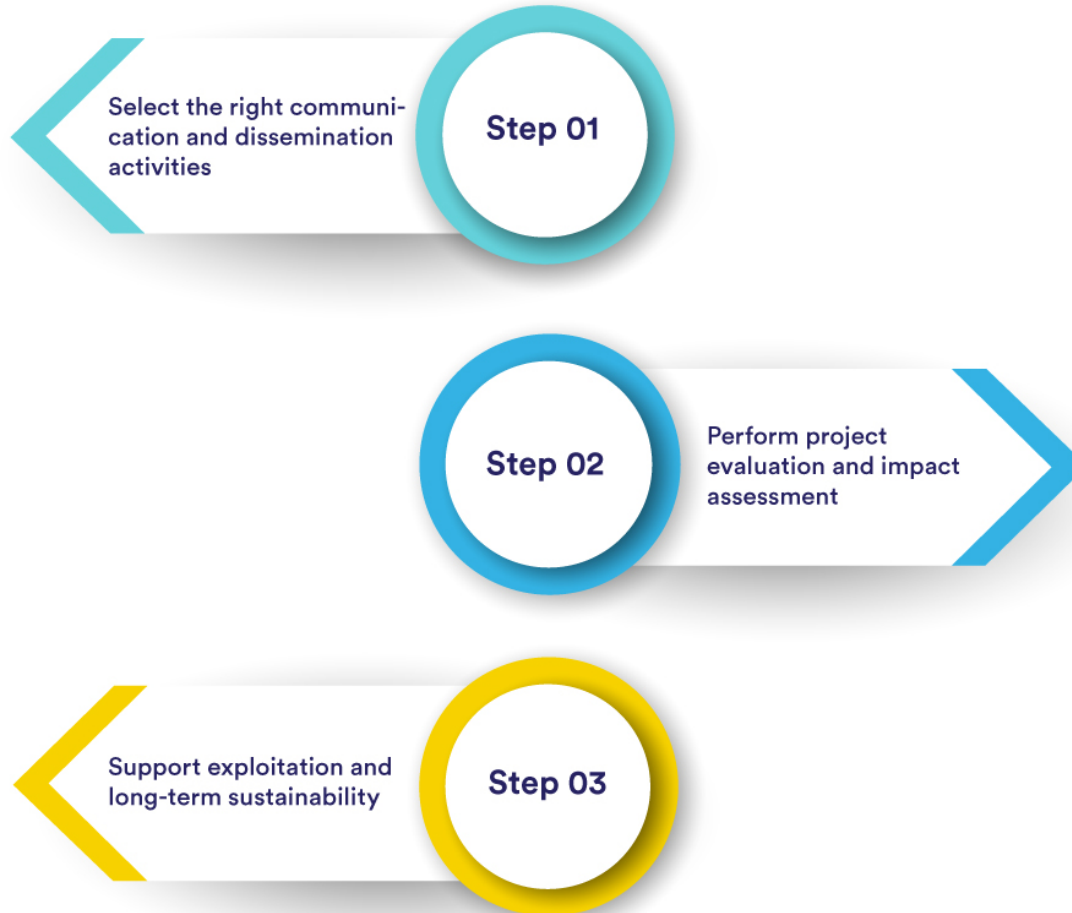 Select the right communi-
cation and dissemination
activities
Step 01
Step 02
Perform project
evaluation and impact
assessment
Support exploitation and
long-term sustainability
Step 03